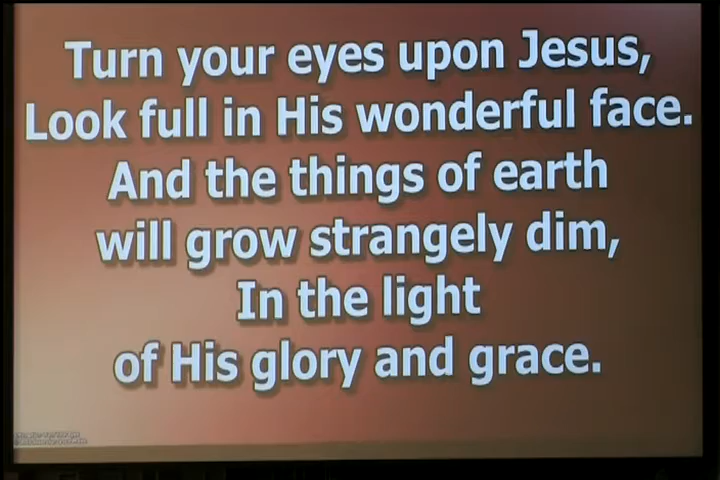 Turn your eyes upon Jesus,
Look full in His wonderful face.
And the things of earth
will grow strangely dim,
In the light
of His glory and grace.